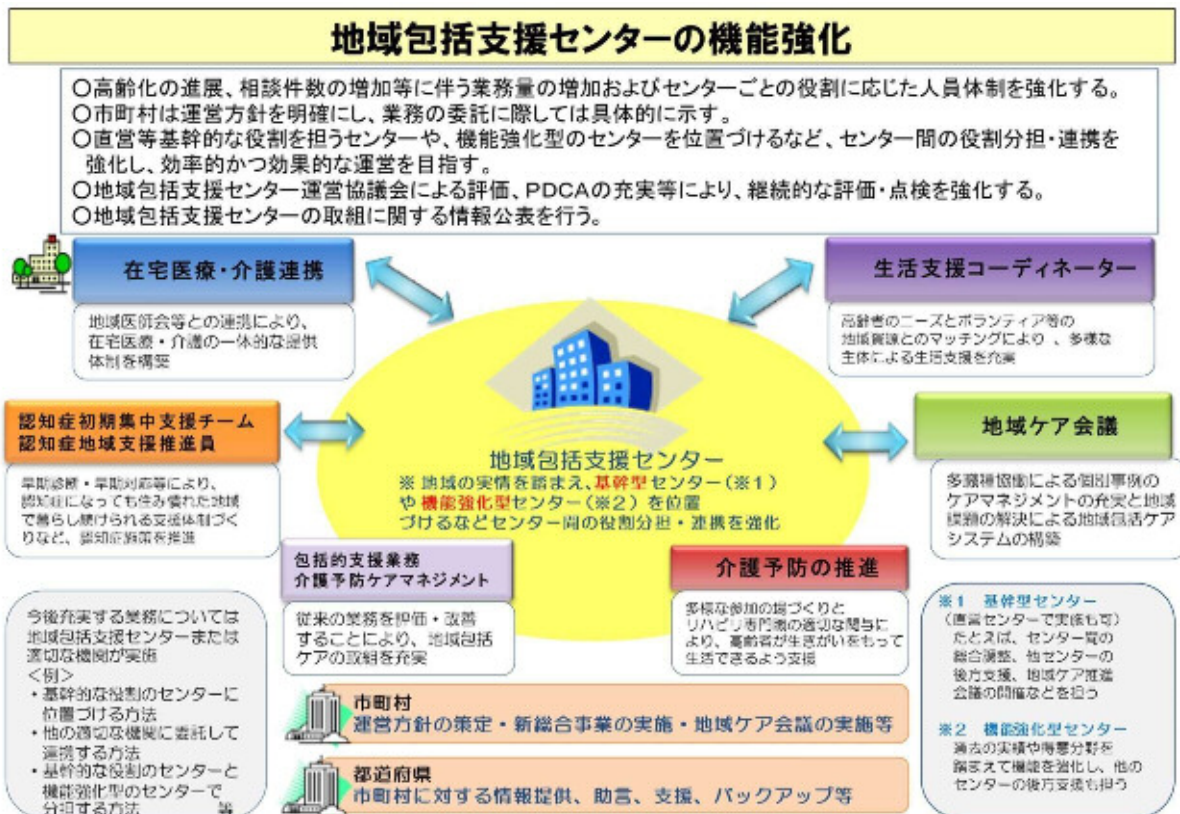 地域包括支援センターの機能強化
○高齢化の進展、相談件数の増加等に伴う業務量の増加およびセンターごとの役割に応じた人員体制を強化する。
○市町村は運営方針を明確にし、業務の委託に際しては具体的に示す。
○直営等基幹的な役割を担うセンターや、機能強化型のセンターを位置づけるなど、センター間の役割分担・連携を
強化し、効率的かつ効果的な運営を目指す。
○地域包括支援センター運営協議会による評価、PDCAの充実等により、継続的な評価・点検を強化する。
○地域包括支援センターの取組に関する情報公表を行う。
在宅医療・介護連携
地域医師会等との連携により、
在宅医療・介護の一体的な提供
体制を構築
生活支援コーディネーター
高齢者のニーズとボランティア等の
地域資源とのマッチングにより、多様な
主体による生活支援を充実
認知症初期集中支援チーム
認知症地域支援推進員
早期診断・早期対応等により、
認知症になっても住み慣れた地域
で暮らし続けられる支援体制づく
りなど、認知症施策を推進
地域包括支援センター
※ 地域の実情を踏まえ、基幹型センター(※1)
や機能強化型センター(※2)を位置
づけるなどセンター間の役割分担・連携を強化
地域ケア会議
多職種協働による個別事例の
ケアマネジメントの充実と地域
課題の解決による地域包括ケア
システムの構築
包括的支援業務
介護予防ケアマネジメント
従来の業務を評価・改善
することにより、地域包括
ケアの取組を充実
介護予防の推進
多様な参加の場づくりと
リハビリ専門職の適切な関与に
より、高齢者が生きがいをもって
生活できるよう支援
今後充実する業務については
地域包括支援センターまたは
適切な機関が実施
<例>
・基幹的な役割のセンターに
位置づける方法
・他の適切な機関に委託して
連携する方法
・基幹的な役割のセンターと
機能強化型のセンターで
分担する方法 等
市町村
運営方針の策定・新総合事業の実施・地域ケア会議の実施等
都道府県
市町村に対する情報提供、助言、支援、バックアップ等
※1 基幹型センター
(直営センターで実施も可)
たとえば、センター間の
総合調整、他センターの
後方支援、地域ケア推進
会議の開催などを担う
※2 機能強化型センター
過去の実績や得意分野を
踏まえて機能を強化し、他の
センターの後方支援も担う